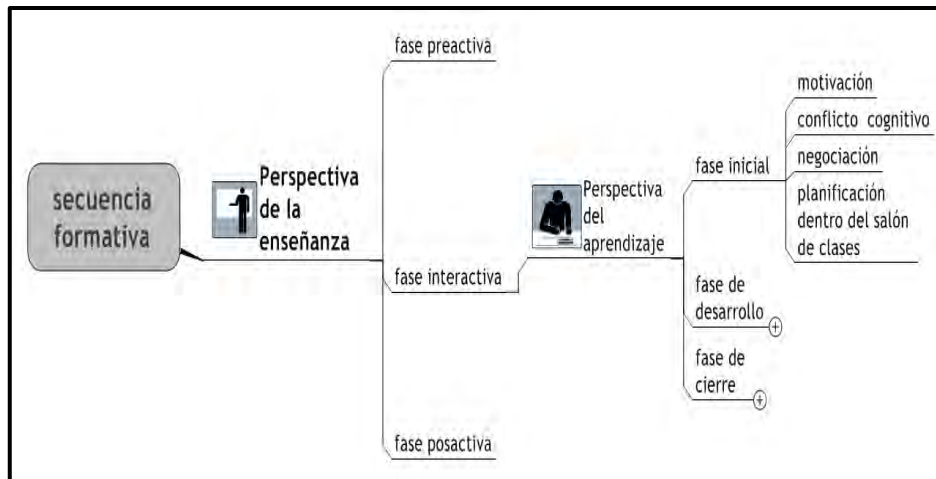 secuencia
formativa
Perspectiva
de la
enseñanza
fase preactiva
fase interactiva
fase posactiva
Perspectiva
del
aprendizaje
fase inicial
motivación
conflicto cognitivo
negociación
planificación
dentro del salón
de clases
fase de
desarrollo
fase de
cierre